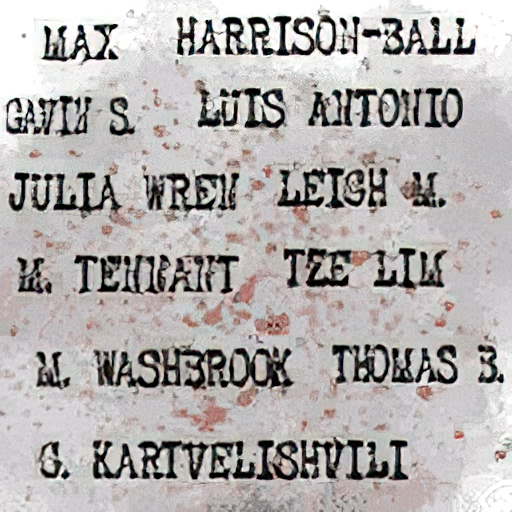 MAX HARRISON-BALL
GAVIN S. LUIS ANTONIO
JULIA WREN LEIGH M.
M. TENNANT TZE LIM
M. WASHBROOK THOMAS B.
G. KARTVELISHVILI